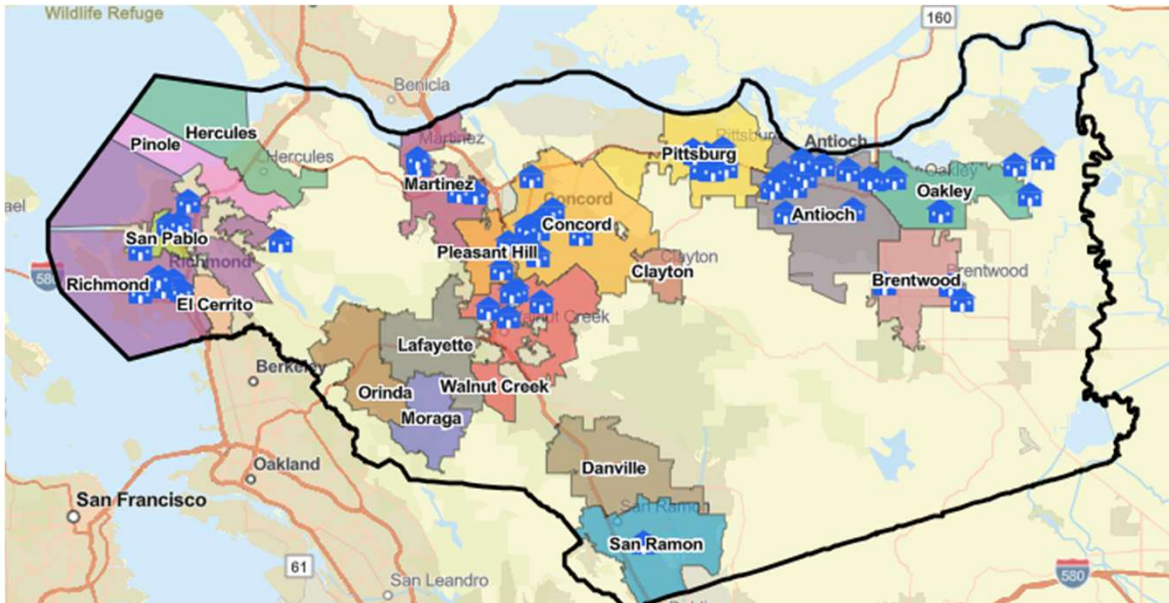 Wildlife Refuge
160
Benicia
Hercules
Pinole
Martinez
Hercules
Pittsburg
Antioch
Pittsburg
Oakley
Martinez
Oakley
Concord
Antioch
San Pablo
Concord
Pleasant Hill
Richmond
Clayton
Clayton
Brentwood
Brentwood
580
Richmond
El Cerrito
Walnut Creek
Lafayette
Berkeley
Orinda
Walnut Creek
Moraga
Oakland
Danville
San Francisco
San Ramon
San Ramon
61
580
San Leandro